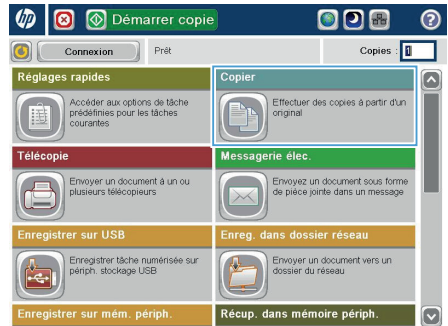 hp
Démarrer copie
?
Connexion
Prêt
Copies :
1
Réglages rapides
Accéder aux options de tâche
prédéfinies pour les tâches
courantes
Copier
Effectuer des copies à partir d'un
original
Télécopie
Envoyer un document à un ou
plusieurs télécopieurs
Messagerie élec.
Envoyez un document sous forme
de pièce jointe dans un message
Enregistrer sur USB
Enregistrer tâche numérisée sur
périph. stockage USB
Enreg. dans dossier réseau
Envoyer un document vers un
dossier du réseau
Enregistrer sur mém. périph.
Récup. dans mémoire périph.